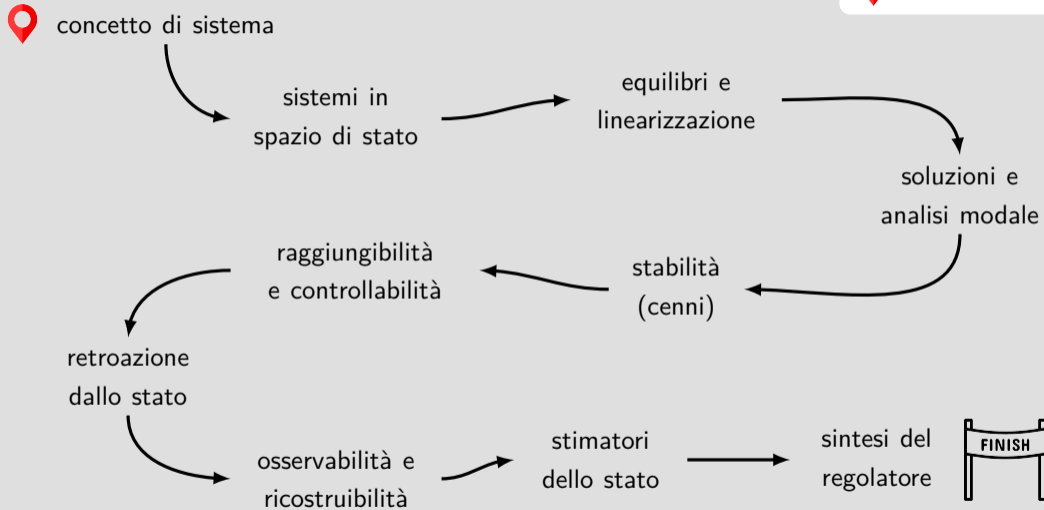 concetto di sistema
sistemi in
spazio di stato
equilibri e
linearizzazione
soluzioni e
analisi modale
stabilità
(cenni)
raggiungibilità
e controllabilità
retroazione
dallo stato
osservabilità e
ricostruibilità
stimatori
dello stato
sintesi del
regolatore
FINISH